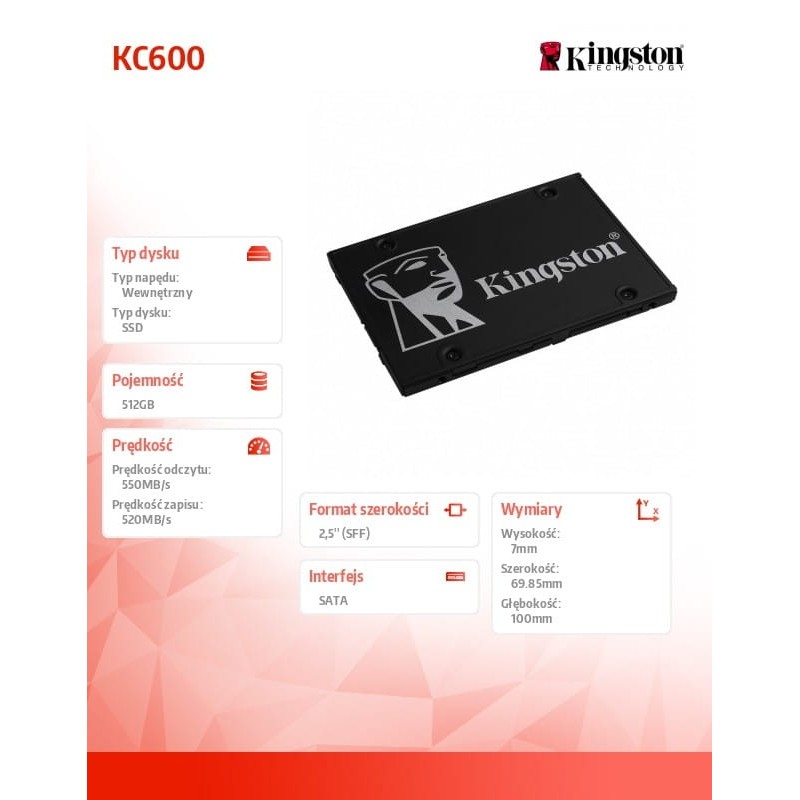 KC600
Kingston
TECHNOLOGY
Kingston®
Typ dysku
Typ napędu:
Wewnętrzny
Typ dysku:
SSD
Pojemność
512GB
Prędkość
Prędkość odczytu:
550MB/s
Prędkość zapisu:
520MB/s
Format szerokości
2,5" (SFF)
Interfejs
SATA
Wymiary
Y
X
Wysokość:
7mm
Szerokość:
69.85mm
Głębokość:
100mm